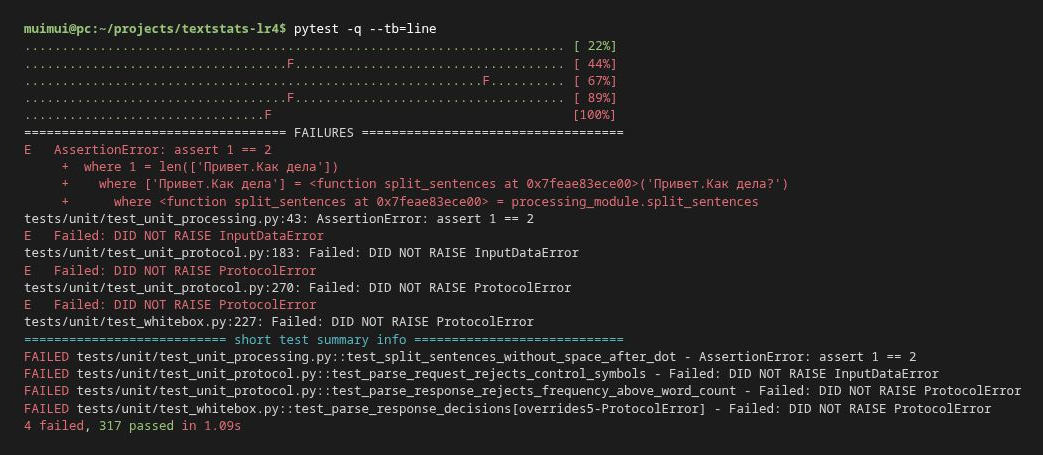 muimui@pc:~/projects/textstats-lr4$ pytest -q --tb=line
........................................................................ [ 22%]
...................................F.................................... [ 44%]
.............................................................F.......... [ 67%]
...................................F.................................... [ 89%]
................................F                                        [100%]
=================================== FAILURES ===================================
E   AssertionError: assert 1 == 2
     +  where 1 = len(['Привет.Как дела'])
     +    where ['Привет.Как дела'] = <function split_sentences at 0x7feae83ece00>('Привет.Как дела?')
     +      where <function split_sentences at 0x7feae83ece00> = processing_module.split_sentences
tests/unit/test_unit_processing.py:43: AssertionError: assert 1 == 2
E   Failed: DID NOT RAISE InputDataError
tests/unit/test_unit_protocol.py:183: Failed: DID NOT RAISE InputDataError
E   Failed: DID NOT RAISE ProtocolError
tests/unit/test_unit_protocol.py:270: Failed: DID NOT RAISE ProtocolError
E   Failed: DID NOT RAISE ProtocolError
tests/unit/test_whitebox.py:227: Failed: DID NOT RAISE ProtocolError
=========================== short test summary info ============================
FAILED tests/unit/test_unit_processing.py::test_split_sentences_without_space_after_dot - AssertionError: assert 1 == 2
FAILED tests/unit/test_unit_protocol.py::test_parse_request_rejects_control_symbols - Failed: DID NOT RAISE InputDataError
FAILED tests/unit/test_unit_protocol.py::test_parse_response_rejects_frequency_above_word_count - Failed: DID NOT RAISE ProtocolError
FAILED tests/unit/test_whitebox.py::test_parse_response_decisions[overrides5-ProtocolError] - Failed: DID NOT RAISE ProtocolError
4 failed, 317 passed in 1.09s